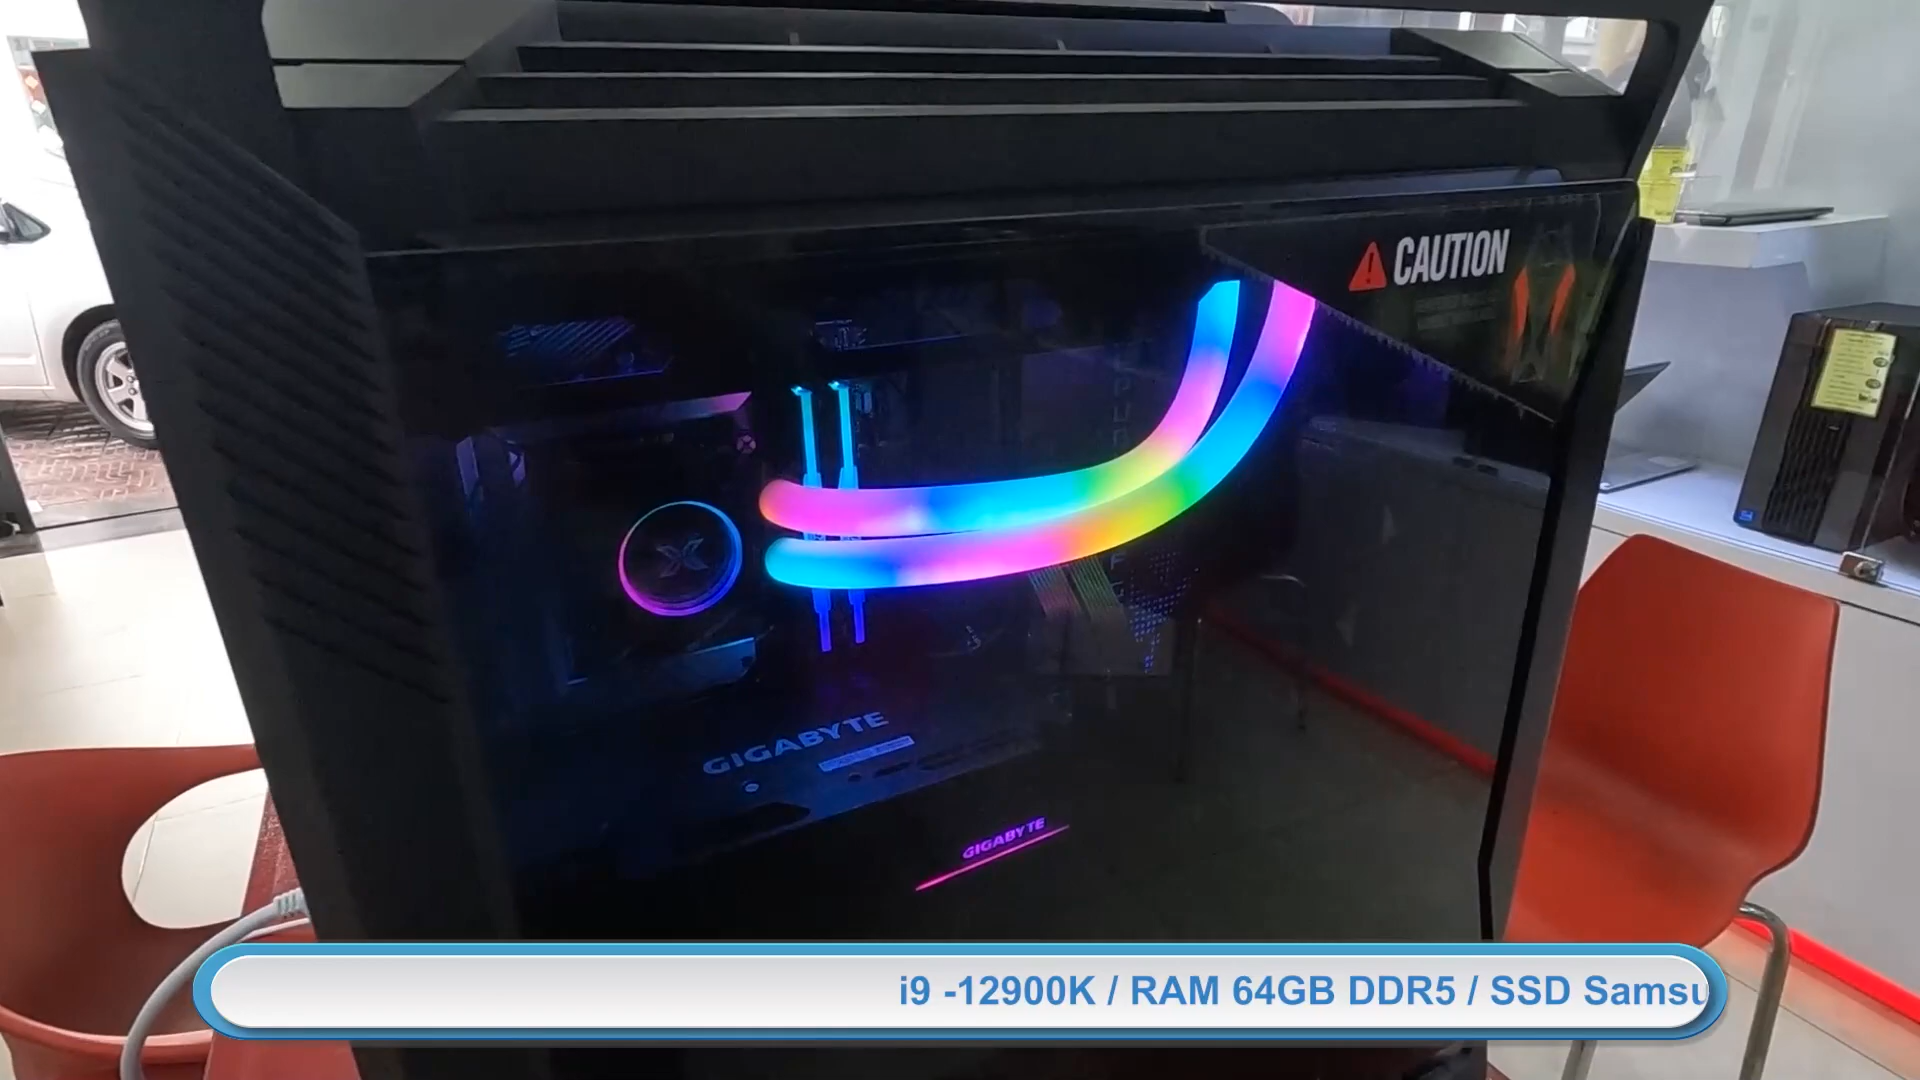 CAUTION
GIGABYTE
GIGABYTE
i9 -12900K / RAM 64GB DDR5 / SSD Samsu